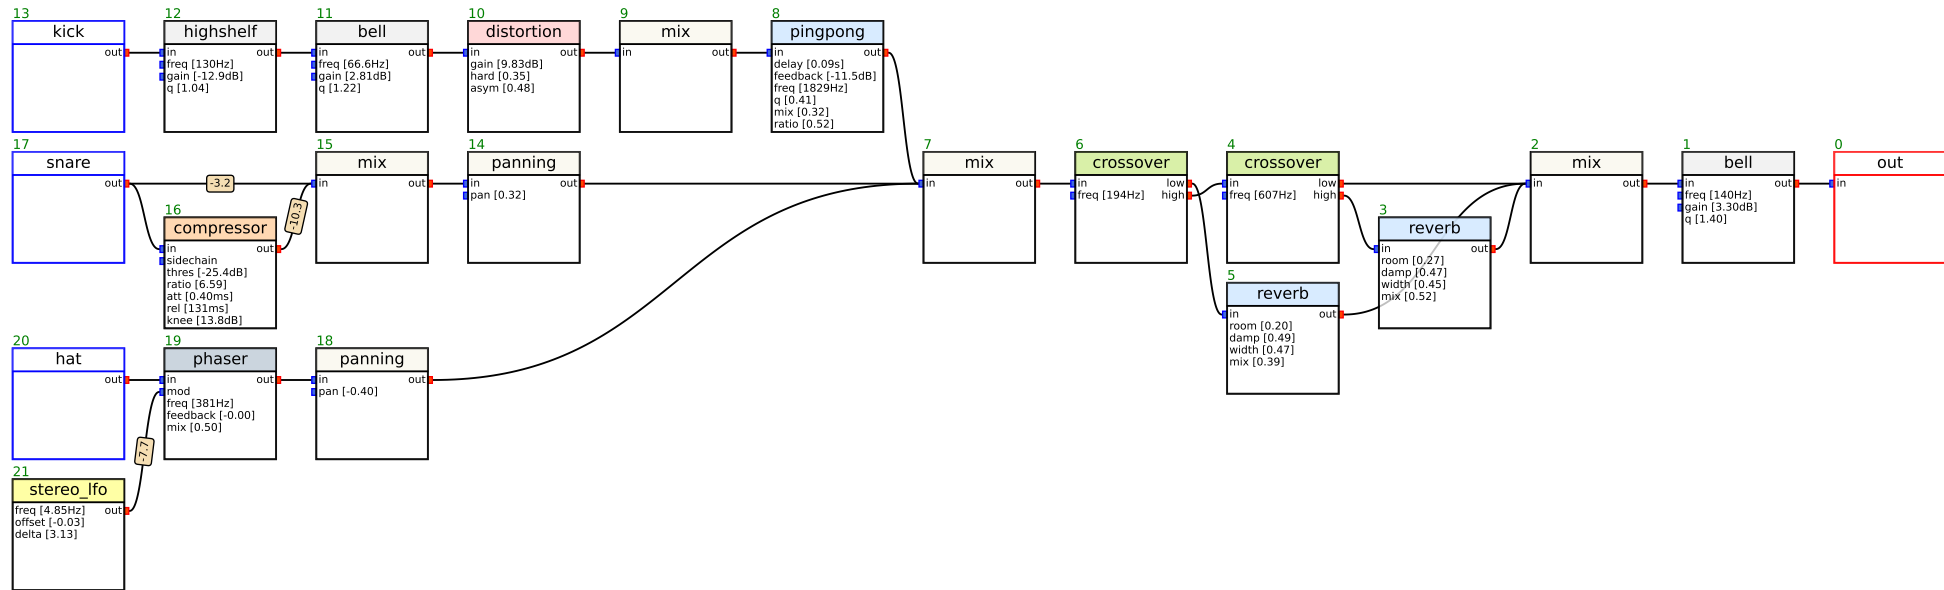 13
kick
out
12
highshelf
in out
freq [130Hz]
gain [-12.9dB]
q [1.04]
11
bell
in out
freq [66.6Hz]
gain [2.81dB]
q [1.22]
10
distortion
in out
gain [9.83dB]
hard [0.35]
asym [0.48]
9
mix
in out
8
pingpong
in out
delay [0.09s]
feedback [-11.5dB]
freq [1829Hz]
q [0.41]
mix [0.32]
ratio [0.52]
17
snare
out
-3.2
16
compressor
in out
sidechain
thres [-25.4dB]
ratio [6.59]
att [0.40ms]
rel [131ms]
knee [13.8dB]
-10.3
15
mix
in out
14
panning
in out
pan [0.32]
7
mix
in out
6
crossover
in low
freq [194Hz] high
4
crossover
in low
freq [607Hz] high
3
reverb
in out
room [0.27]
damp [0.47]
width [0.45]
mix [0.52]
5
reverb
in out
room [0.20]
damp [0.49]
width [0.47]
mix [0.39]
2
mix
in out
1
bell
in out
freq [140Hz]
gain [3.30dB]
q [1.40]
0
out
in
20
hat
out
19
phaser
in out
mod
freq [381Hz]
feedback [-0.00]
mix [0.50]
18
panning
in out
pan [-0.40]
-7.7
21
stereo_lfo
freq [4.85Hz] out
offset [-0.03]
delta [3.13]